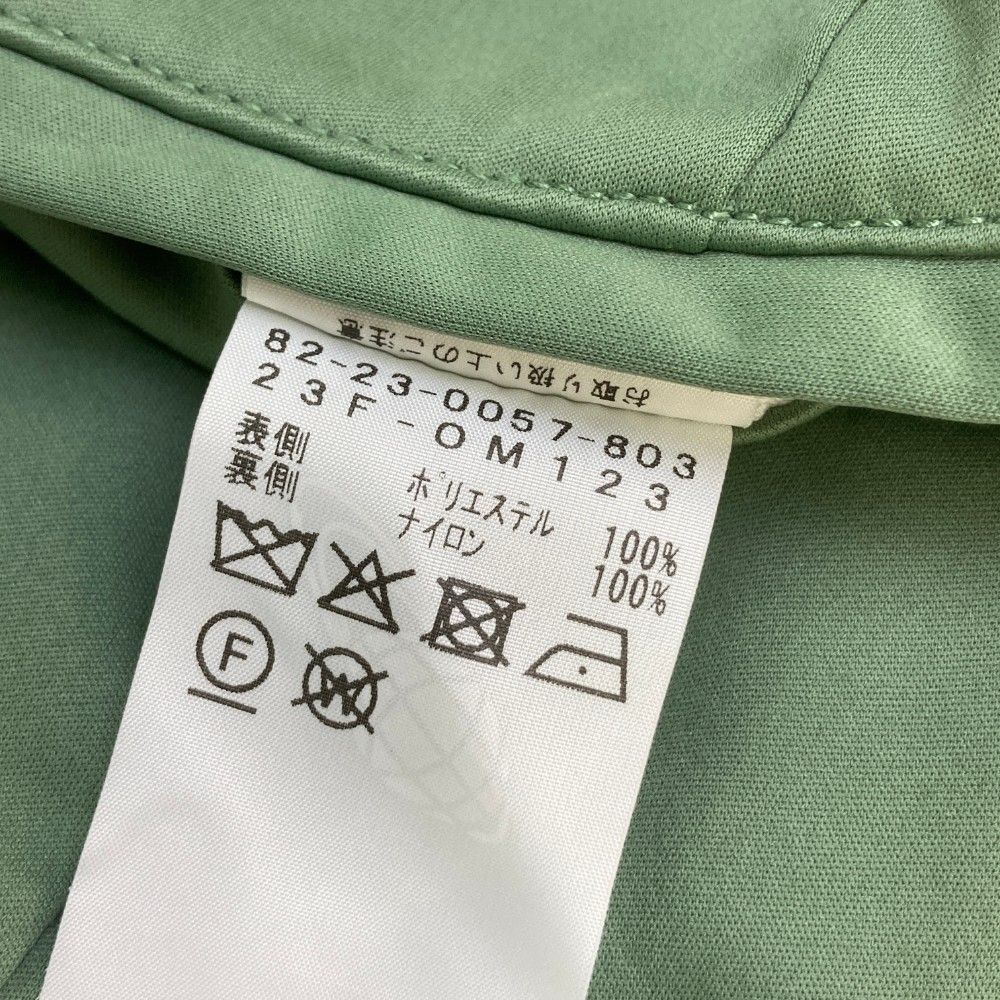 お取り扱い上のご注意
82-23-0057-803
23F -OM123
表側 ポリエステル 100%
裏側 ナイロン 100%
F
W